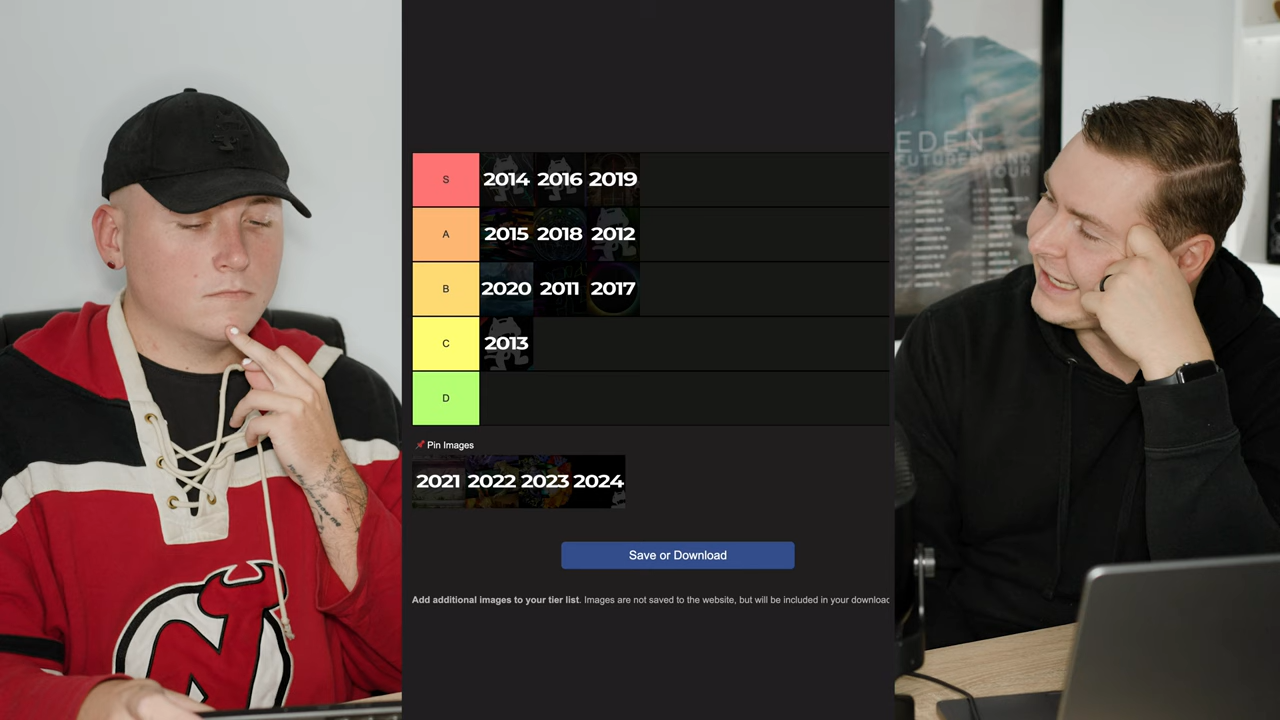 S
2014 2016 2019
A
2015 2018 2012
B
2020 2011 2017
C
2013
D
Pin Images
2021 2022 2023 2024
Save or Download
Add additional images to your tier list. Images are not saved to the website, but will be included in your download
EDEN
FUTUREBOUND
TOUR